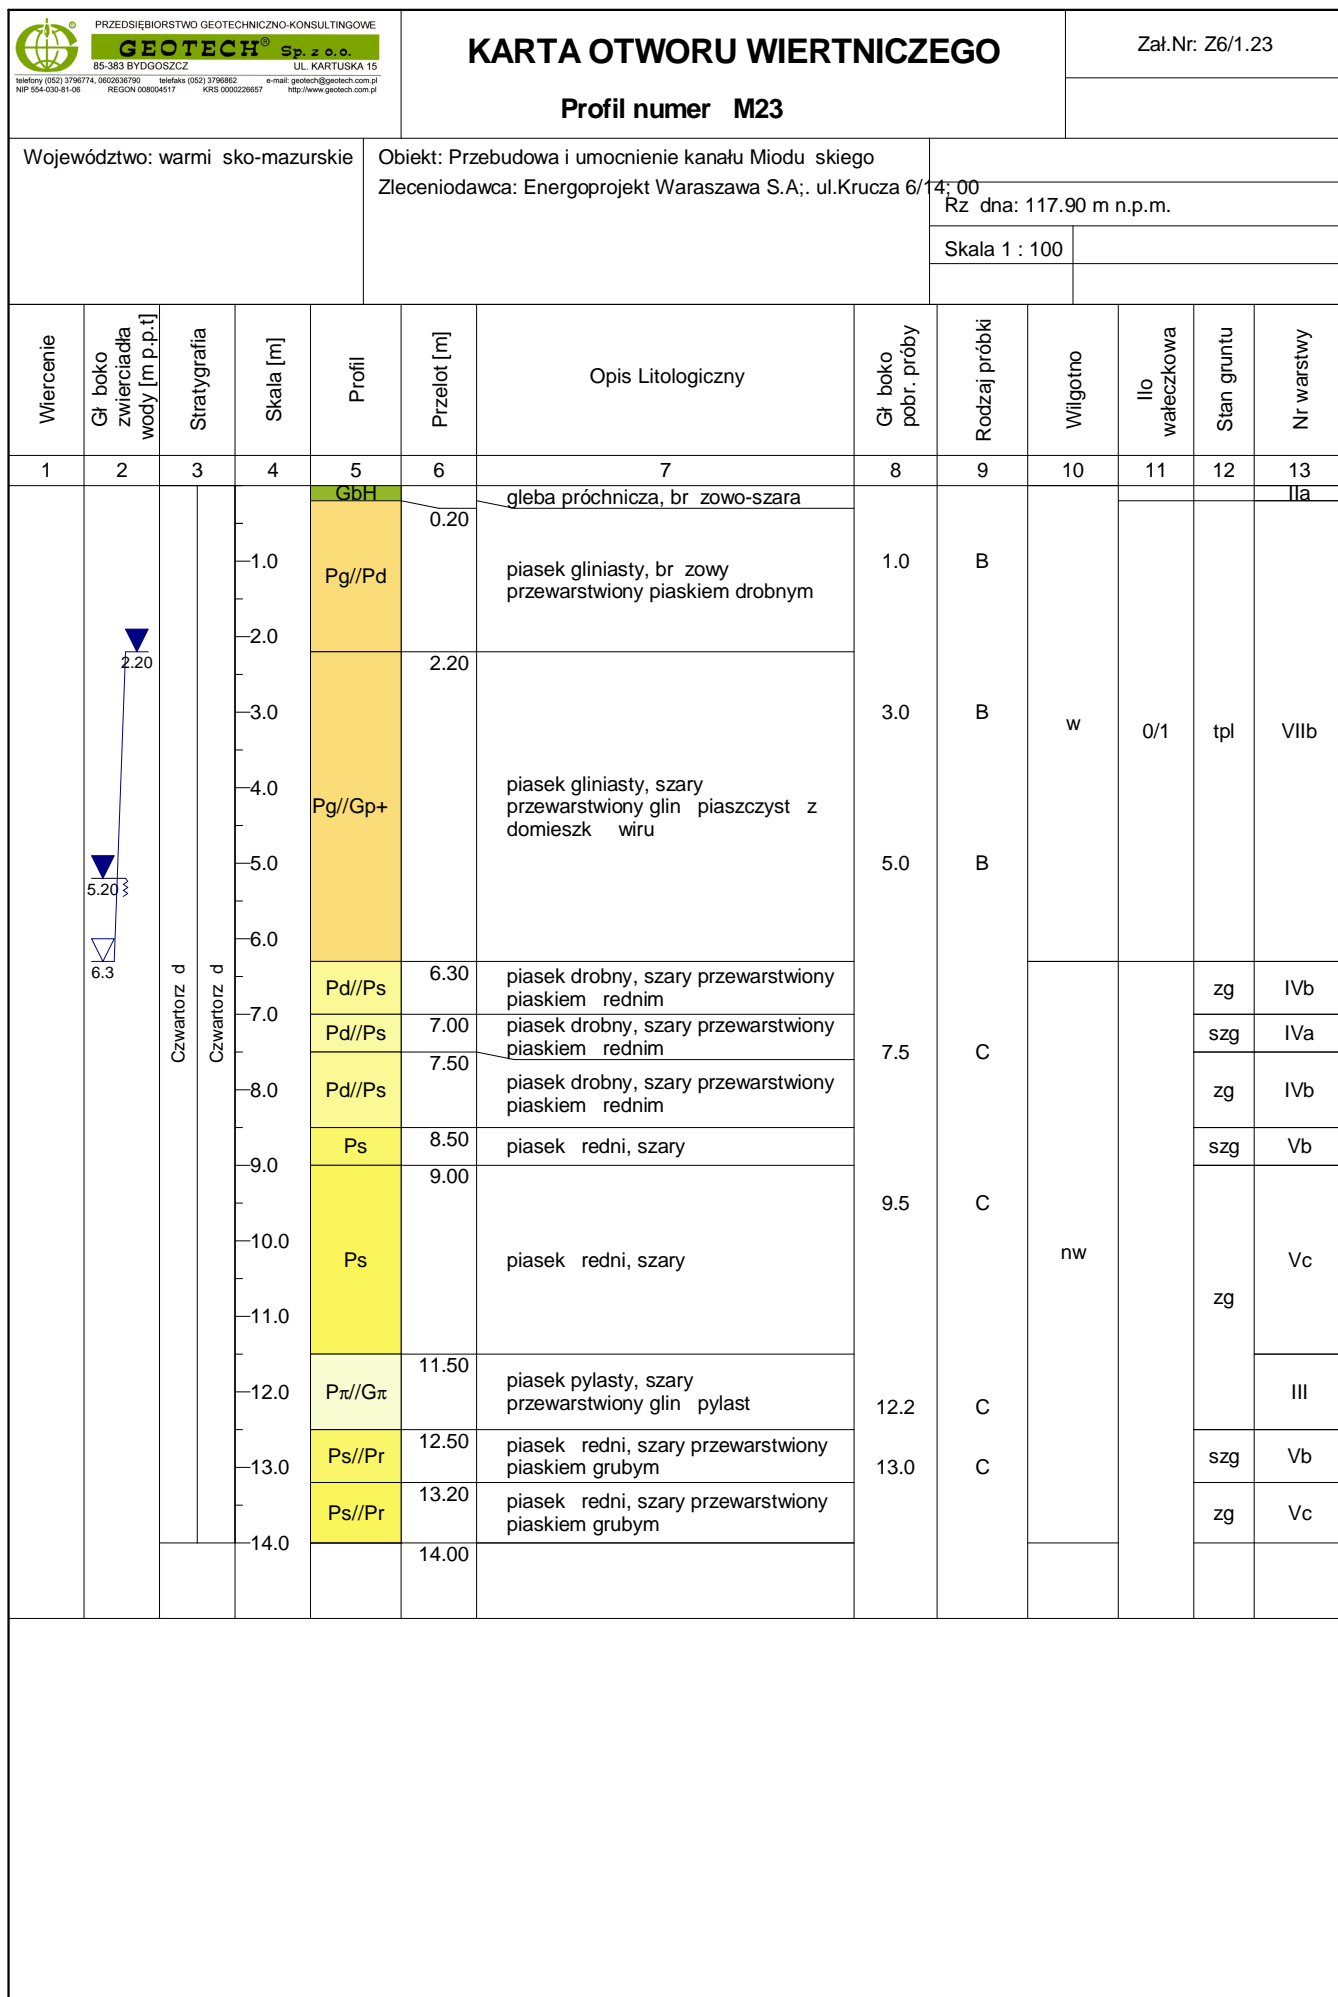 PRZEDSIĘBIORSTWO GEOTECHNICZNO-KONSULTINGOWE
GEOTECH® Sp. z o.o.
85-383 BYDGOSZCZ UL. KARTUSKA 15
telefony (052) 3796774, 0602636790 telefaks (052) 3796862 e-mail: geotech@geotech.com.pl
NIP 554-030-81-06 REGON 008004517 KRS 0000226657 http://www.geotech.com.pl
KARTA OTWORU WIERTNICZEGO
Profil numer M23
Zał.Nr: Z6/1.23
Województwo: warmi sko-mazurskie
Obiekt: Przebudowa i umocnienie kanału Miodu skiego
Zleceniodawca: Energoprojekt Waraszawa S.A;. ul.Krucza 6/14; 00
Rz dna: 117.90 m n.p.m.
Skala 1 : 100
Wiercenie
Gł boko
zwierciadła
wody [m p.p.t]
Stratygrafia
Skala [m]
Profil
Przelot [m]
Opis Litologiczny
Gł boko
pobr. próby
Rodzaj próbki
Wilgotno
Ilo
wałeczkowa
Stan gruntu
Nr warstwy
1 2 3 4 5 6 7 8 9 10 11 12 13
GbH gleba próchnicza, br zowo-szara IIa
0.20
1.0 Pg//Pd piasek gliniasty, br zowy 1.0 B
przewarstwiony piaskiem drobnym
2.0
2.20 2.20
3.0 3.0 B w 0/1 tpl VIIb
4.0 Pg//Gp+ piasek gliniasty, szary
przewarstwiony glin piaszczyst z
domieszk wiru
5.0 5.0 B
5.20
6.0
6.3
Czwartorz d
Czwartorz d
Pd//Ps 6.30 piasek drobny, szary przewarstwiony zg IVb
piaskiem rednim
7.0 Pd//Ps 7.00 piasek drobny, szary przewarstwiony szg IVa
piaskiem rednim 7.5 C
7.50
8.0 Pd//Ps piasek drobny, szary przewarstwiony zg IVb
piaskiem rednim
Ps 8.50 piasek redni, szary szg Vb
9.0
9.00
9.5 C
10.0 Ps piasek redni, szary nw Vc
zg
11.0
11.50
12.0 Pπ//Gπ piasek pylasty, szary III
przewarstwiony glin pylast 12.2 C
12.50
Ps//Pr piasek redni, szary przewarstwiony szg Vb
13.0 piaskiem grubym 13.0 C
13.20
Ps//Pr piasek redni, szary przewarstwiony zg Vc
piaskiem grubym
14.0
14.00